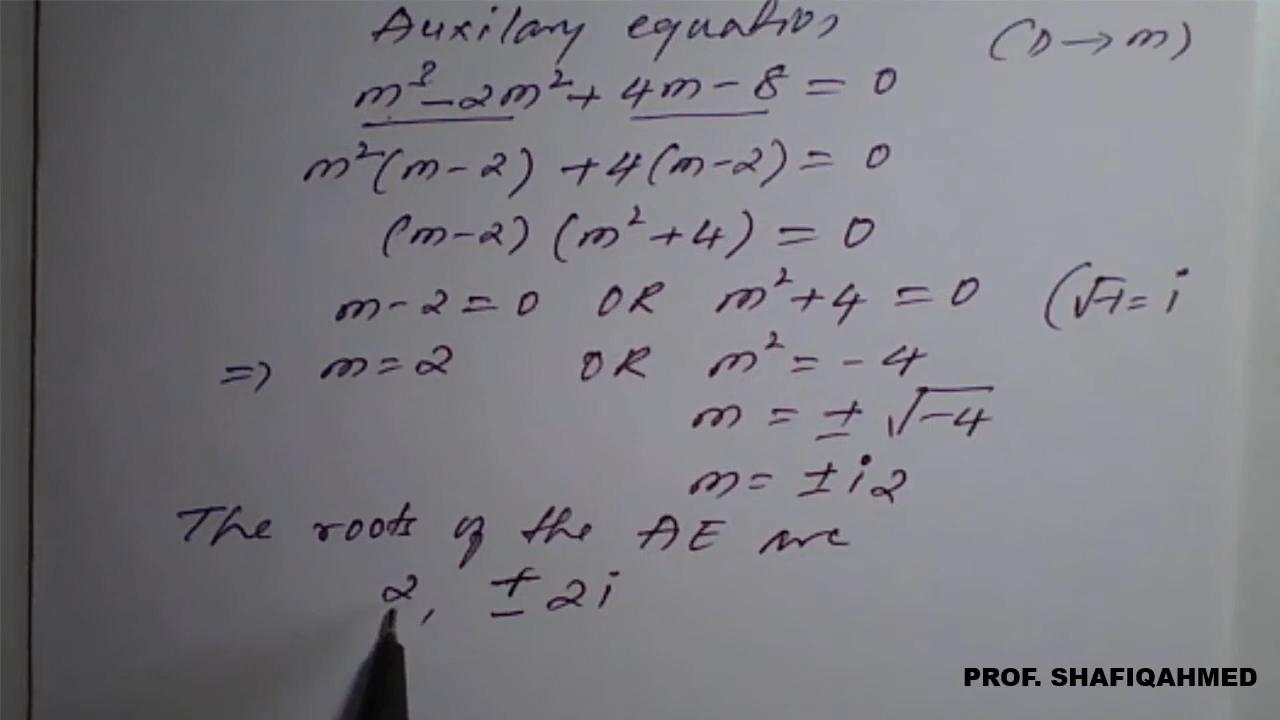 Auxilary equation (D → m)
m³ - 2m² + 4m - 8 = 0
m²(m-2) + 4(m-2) = 0
(m-2) (m²+4) = 0
m-2=0 OR m²+4 = 0 (√-1 = i
⇒ m=2 OR m² = -4
m = ± √-4
m = ± i2
The roots of the AE are
2, ± 2i
PROF. SHAFIQAHMED